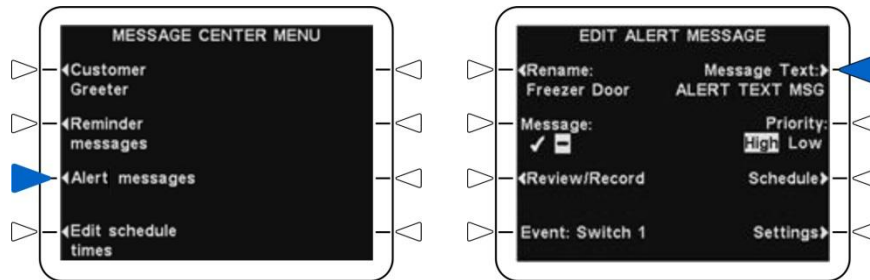 MESSAGE CENTER MENU
Customer
Greeter
Reminder
messages
Alert messages
Edit schedule
times
EDIT ALERT MESSAGE
Rename: Message Text:
Freezer Door ALERT TEXT MSG
Message: Priority:
High Low
Review/Record Schedule
Event: Switch 1 Settings